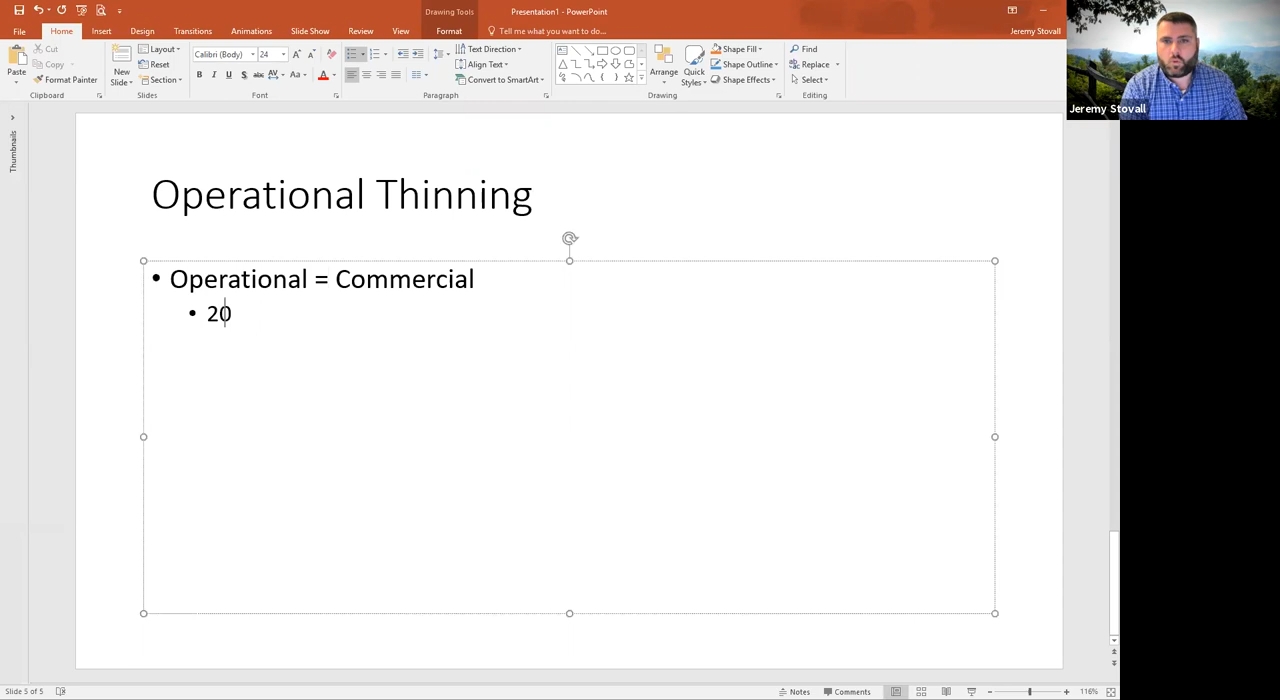 Drawing Tools
Presentation1 - PowerPoint
File
Home
Insert
Design
Transitions
Animations
Slide Show
Review
View
Format
Tell me what you want to do...
Jeremy Stovall
Paste
Cut
Copy
Format Painter
Clipboard
New
Slide
Layout
Reset
Section
Slides
Calibri (Body)
24
A A
B I U S abc AV Aa A
Font
Text Direction
Align Text
Convert to SmartArt
Paragraph
Arrange
Quick
Styles
Shape Fill
Shape Outline
Shape Effects
Drawing
Find
Replace
Select
Editing
Jeremy Stovall
Thumbnails
Operational Thinning
• Operational = Commercial
• 20
Slide 5 of 5
Notes
Comments
116%